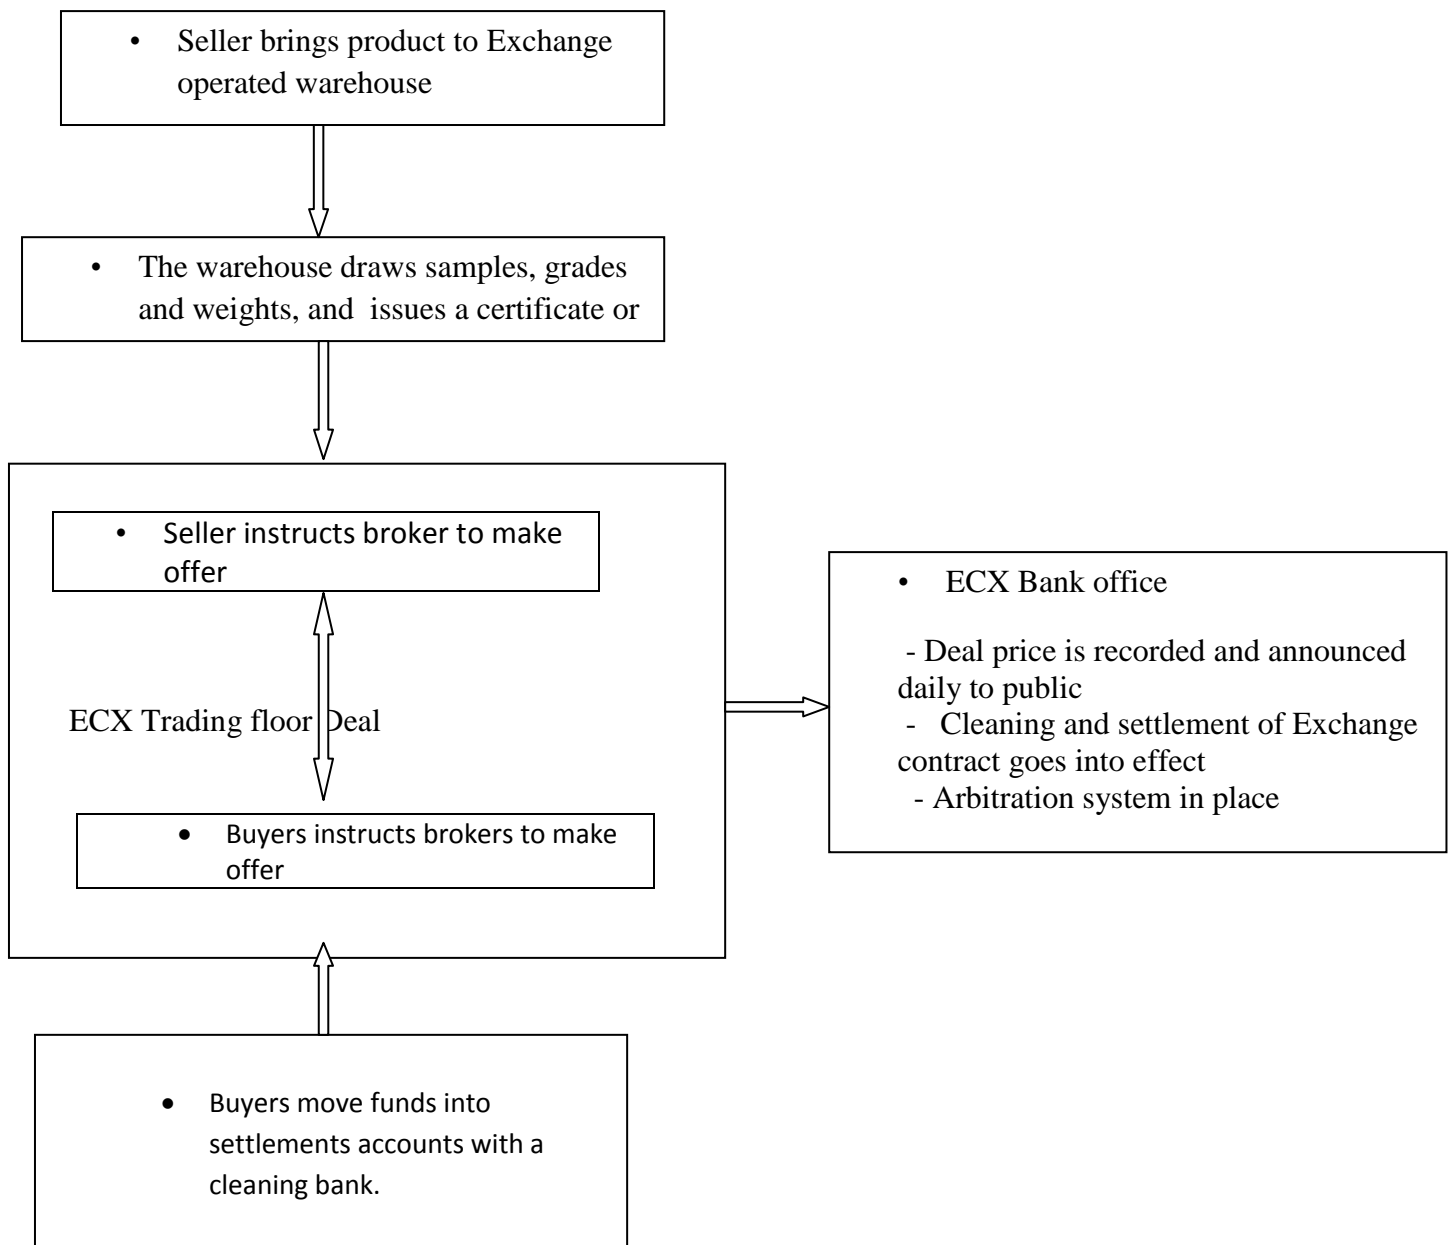 • Seller brings product to Exchange
operated warehouse
• The warehouse draws samples, grades
and weights, and issues a certificate or
• Seller instructs broker to make
offer
ECX Trading floor Deal
• Buyers instructs brokers to make
offer
• ECX Bank office
- Deal price is recorded and announced
daily to public
- Cleaning and settlement of Exchange
contract goes into effect
- Arbitration system in place
• Buyers move funds into
settlements accounts with a
cleaning bank.